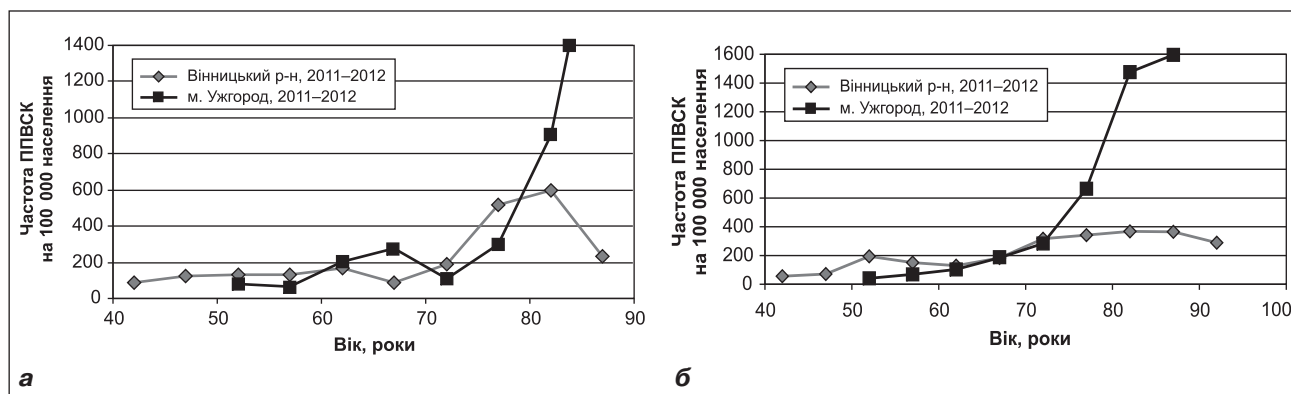 Частота ППВСК
на 100 000 населення
1400
1200
1000
800
600
400
200
0
Вінницький р-н, 2011–2012
м. Ужгород, 2011–2012
40 50 60 70 80 90
Вік, роки
а
Частота ППВСК
на 100 000 населення
1600
1400
1200
1000
800
600
400
200
0
Вінницький р-н, 2011–2012
м. Ужгород, 2011–2012
40 50 60 70 80 90 100
Вік, роки
б